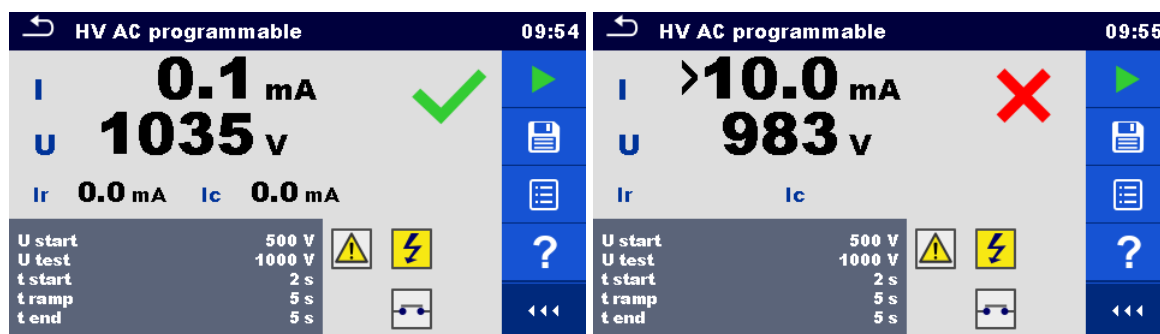 HV AC programmable 09:54
I 0.1 mA
U 1035 V
Ir 0.0 mA Ic 0.0 mA
U start 500 V
U test 1000 V
t start 2 s
t ramp 5 s
t end 5 s
?
HV AC programmable 09:55
I >10.0 mA
U 983 V
Ir Ic
U start 500 V
U test 1000 V
t start 2 s
t ramp 5 s
t end 5 s
?